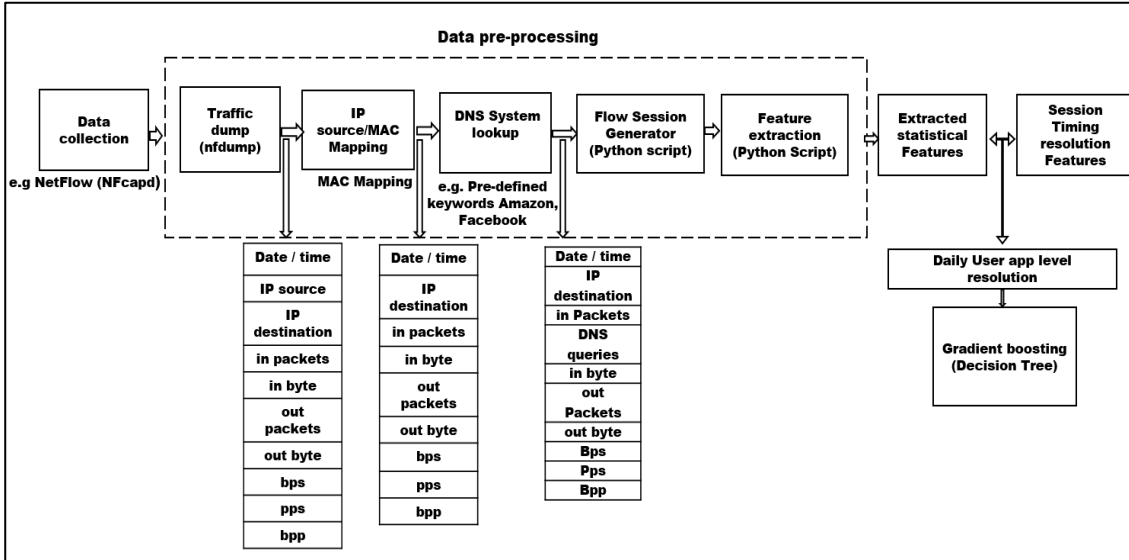 Data pre-processing
Data
collection
e.g NetFlow (NFcapd)
Traffic
dump
(nfdump)
IP
source/MAC
Mapping
MAC Mapping
DNS System
lookup
e.g. Pre-defined
keywords Amazon,
Facebook
Flow Session
Generator
(Python script)
Feature
extraction
(Python Script)
Extracted
statistical
Features
Session
Timing
resolution
Features
Date / time
IP source
IP
destination
in packets
in byte
out
packets
out byte
bps
pps
bpp
Date / time
IP
destination
in packets
in byte
out
packets
out byte
bps
pps
bpp
Date / time
IP
destination
in Packets
DNS
queries
in byte
out
Packets
out byte
Bps
Pps
Bpp
Daily User app level
resolution
Gradient boosting
(Decision Tree)